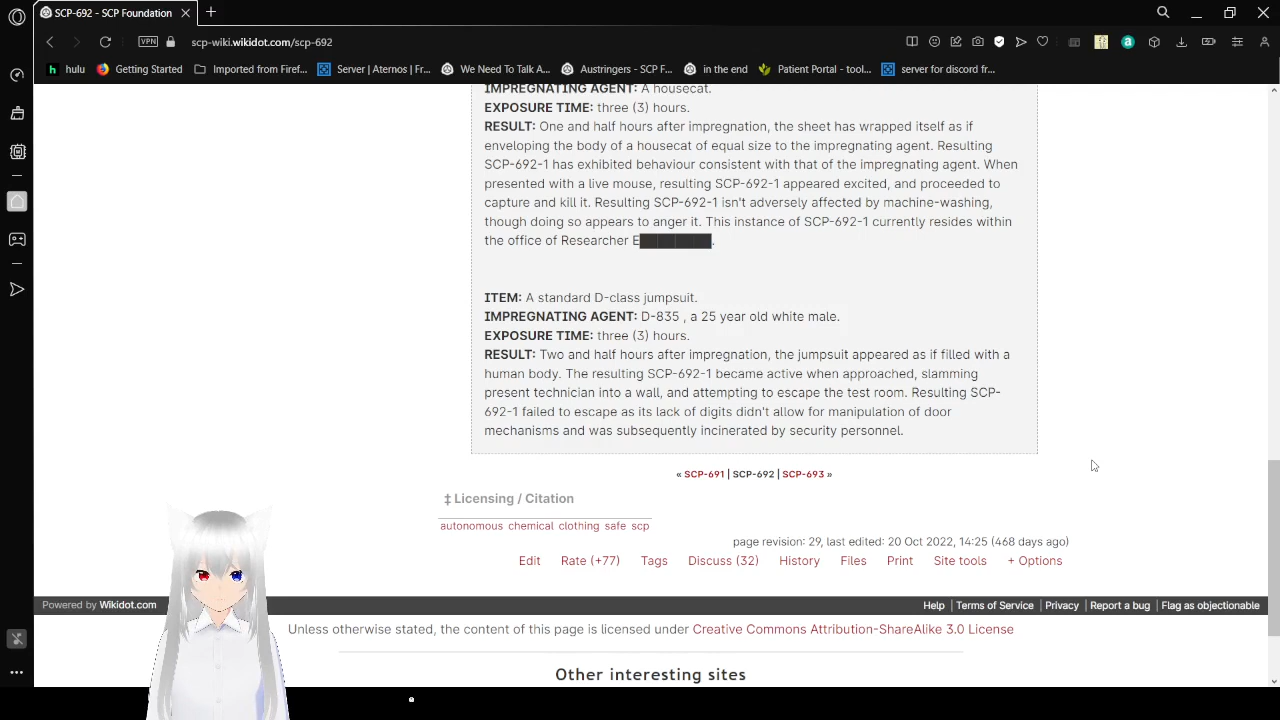 SCP-692 - SCP Foundation
VPN scp-wiki.wikidot.com/scp-692
hulu Getting Started Imported from Firef... Server | Aternos | Fr... We Need To Talk A... Austringers - SCP F... in the end Patient Portal - tool... server for discord fr...
IMPREGNATING AGENT: A housecat.
EXPOSURE TIME: three (3) hours.
RESULT: One and half hours after impregnation, the sheet has wrapped itself as if
enveloping the body of a housecat of equal size to the impregnating agent. Resulting
SCP-692-1 has exhibited behaviour consistent with that of the impregnating agent. When
presented with a live mouse, resulting SCP-692-1 appeared excited, and proceeded to
capture and kill it. Resulting SCP-692-1 isn't adversely affected by machine-washing,
though doing so appears to anger it. This instance of SCP-692-1 currently resides within
the office of Researcher E████████.
ITEM: A standard D-class jumpsuit.
IMPREGNATING AGENT: D-835 , a 25 year old white male.
EXPOSURE TIME: three (3) hours.
RESULT: Two and half hours after impregnation, the jumpsuit appeared as if filled with a
human body. The resulting SCP-692-1 became active when approached, slamming
present technician into a wall, and attempting to escape the test room. Resulting SCP-
692-1 failed to escape as its lack of digits didn't allow for manipulation of door
mechanisms and was subsequently incinerated by security personnel.
« SCP-691 | SCP-692 | SCP-693 »
‡ Licensing / Citation
autonomous chemical clothing safe scp
page revision: 29, last edited: 20 Oct 2022, 14:25 (468 days ago)
Edit Rate (+77) Tags Discuss (32) History Files Print Site tools + Options
Powered by Wikidot.com Help | Terms of Service | Privacy | Report a bug | Flag as objectionable
Unless otherwise stated, the content of this page is licensed under Creative Commons Attribution-ShareAlike 3.0 License
Other interesting sites